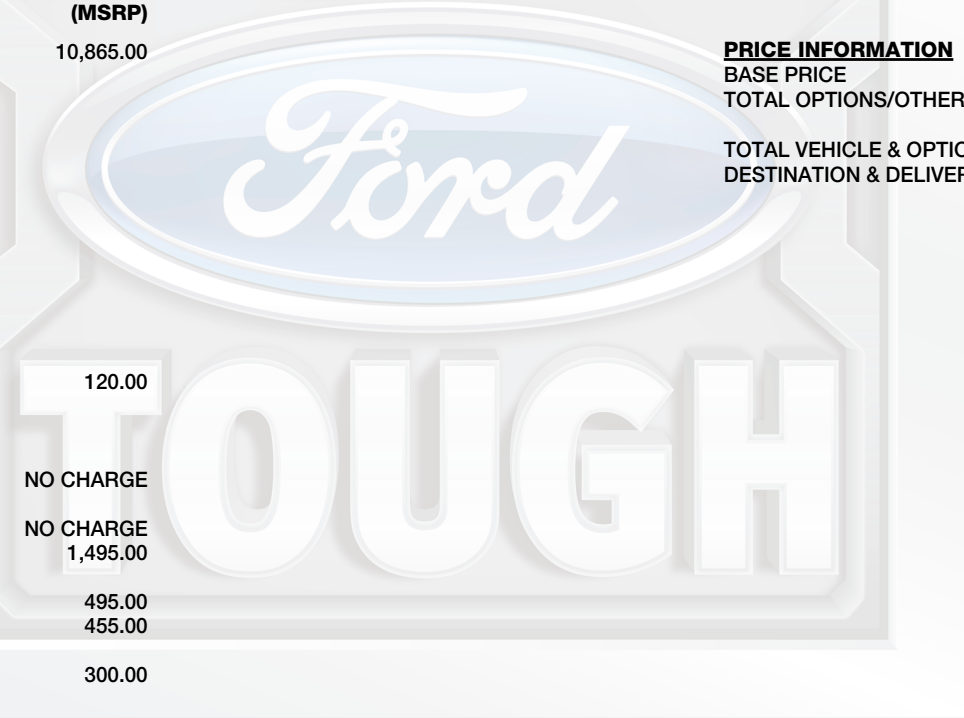 (MSRP)
10,865.00
PRICE INFORMATION
BASE PRICE
TOTAL OPTIONS/OTHER
TOTAL VEHICLE & OPTIO
DESTINATION & DELIVER
Ford
120.00
TOUGH
NO CHARGE
NO CHARGE
1,495.00
495.00
455.00
300.00